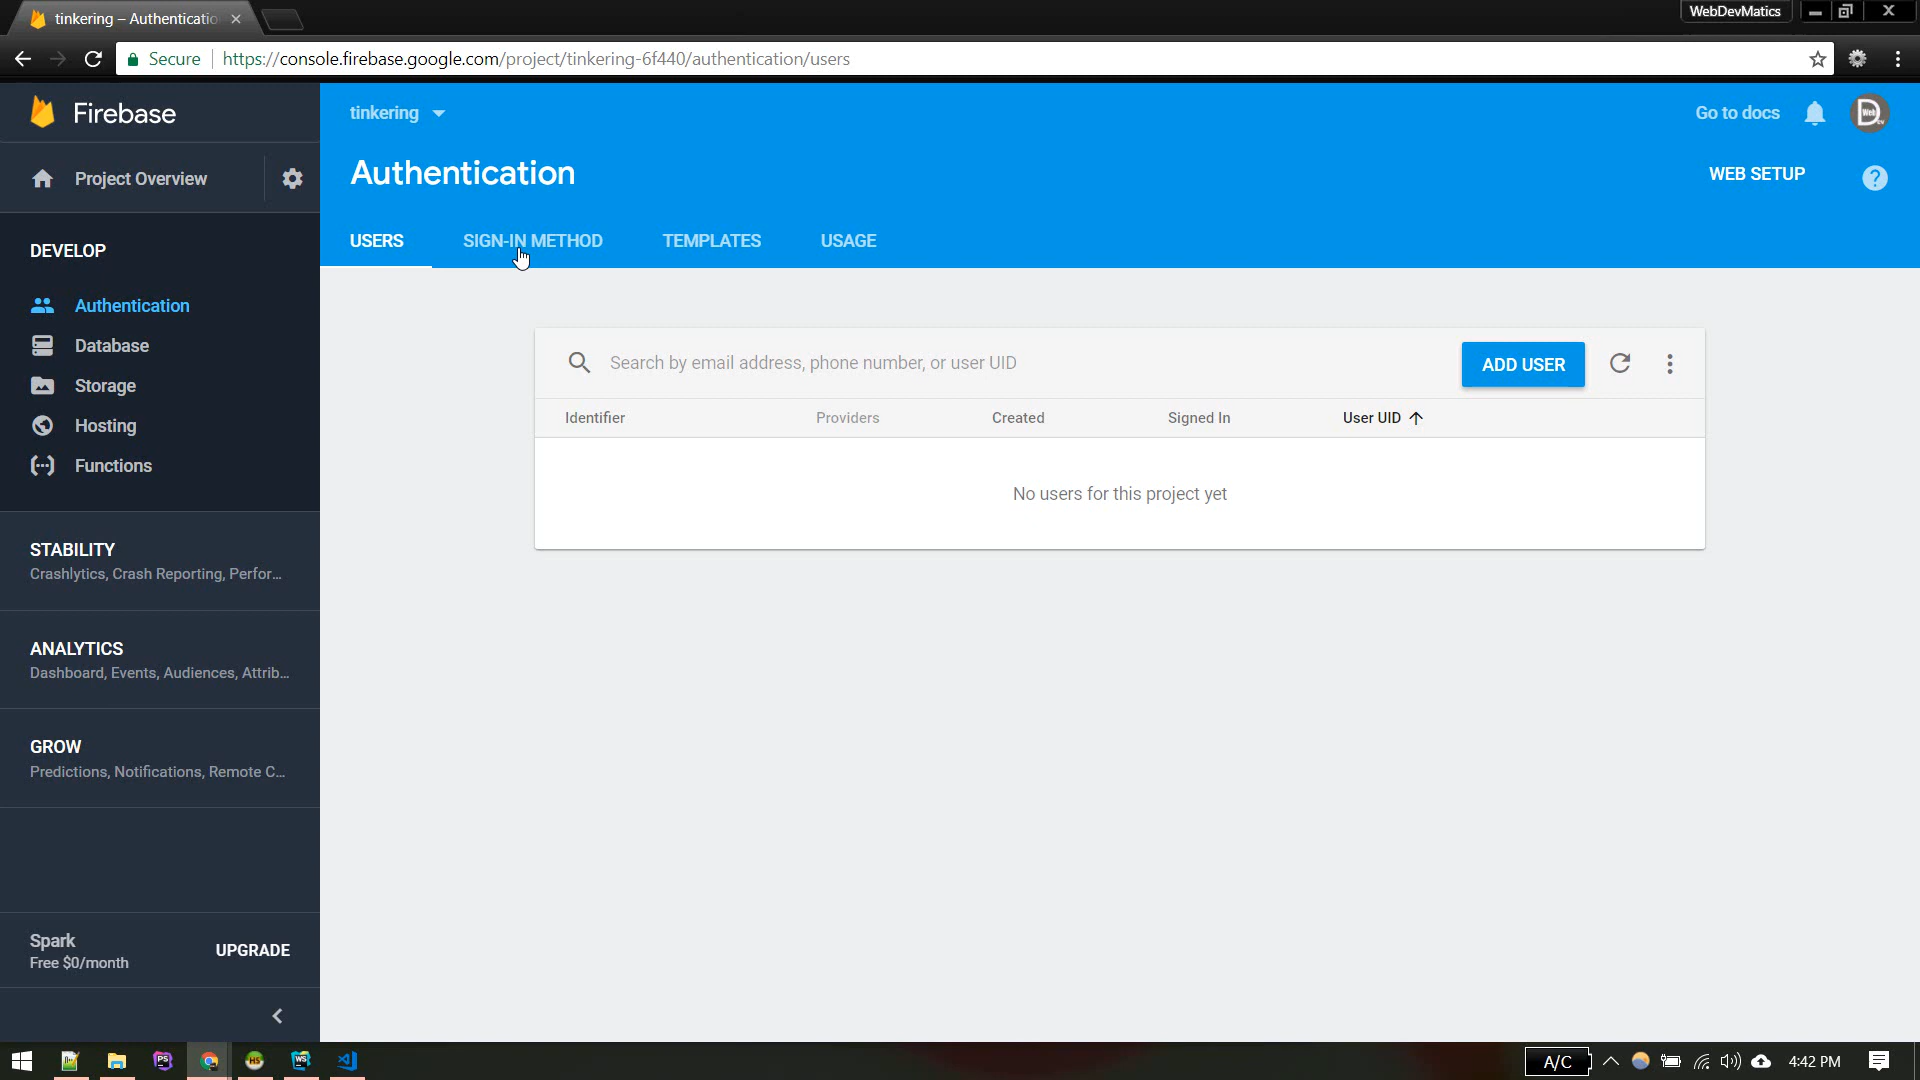 tinkering – Authenticatio
WebDevMatics
Secure
https://console.firebase.google.com/project/tinkering-6f440/authentication/users
Firebase
tinkering
Go to docs
Project Overview
Authentication
WEB SETUP
?
USERS
SIGN-IN METHOD
TEMPLATES
USAGE
DEVELOP
Authentication
Database
Storage
Hosting
Functions
Search by email address, phone number, or user UID
ADD USER
Identifier
Providers
Created
Signed In
User UID
No users for this project yet
STABILITY
Crashlytics, Crash Reporting, Perfor...
ANALYTICS
Dashboard, Events, Audiences, Attrib...
GROW
Predictions, Notifications, Remote C...
Spark
Free $0/month
UPGRADE
PS
HS
WS
A/C
4:42 PM